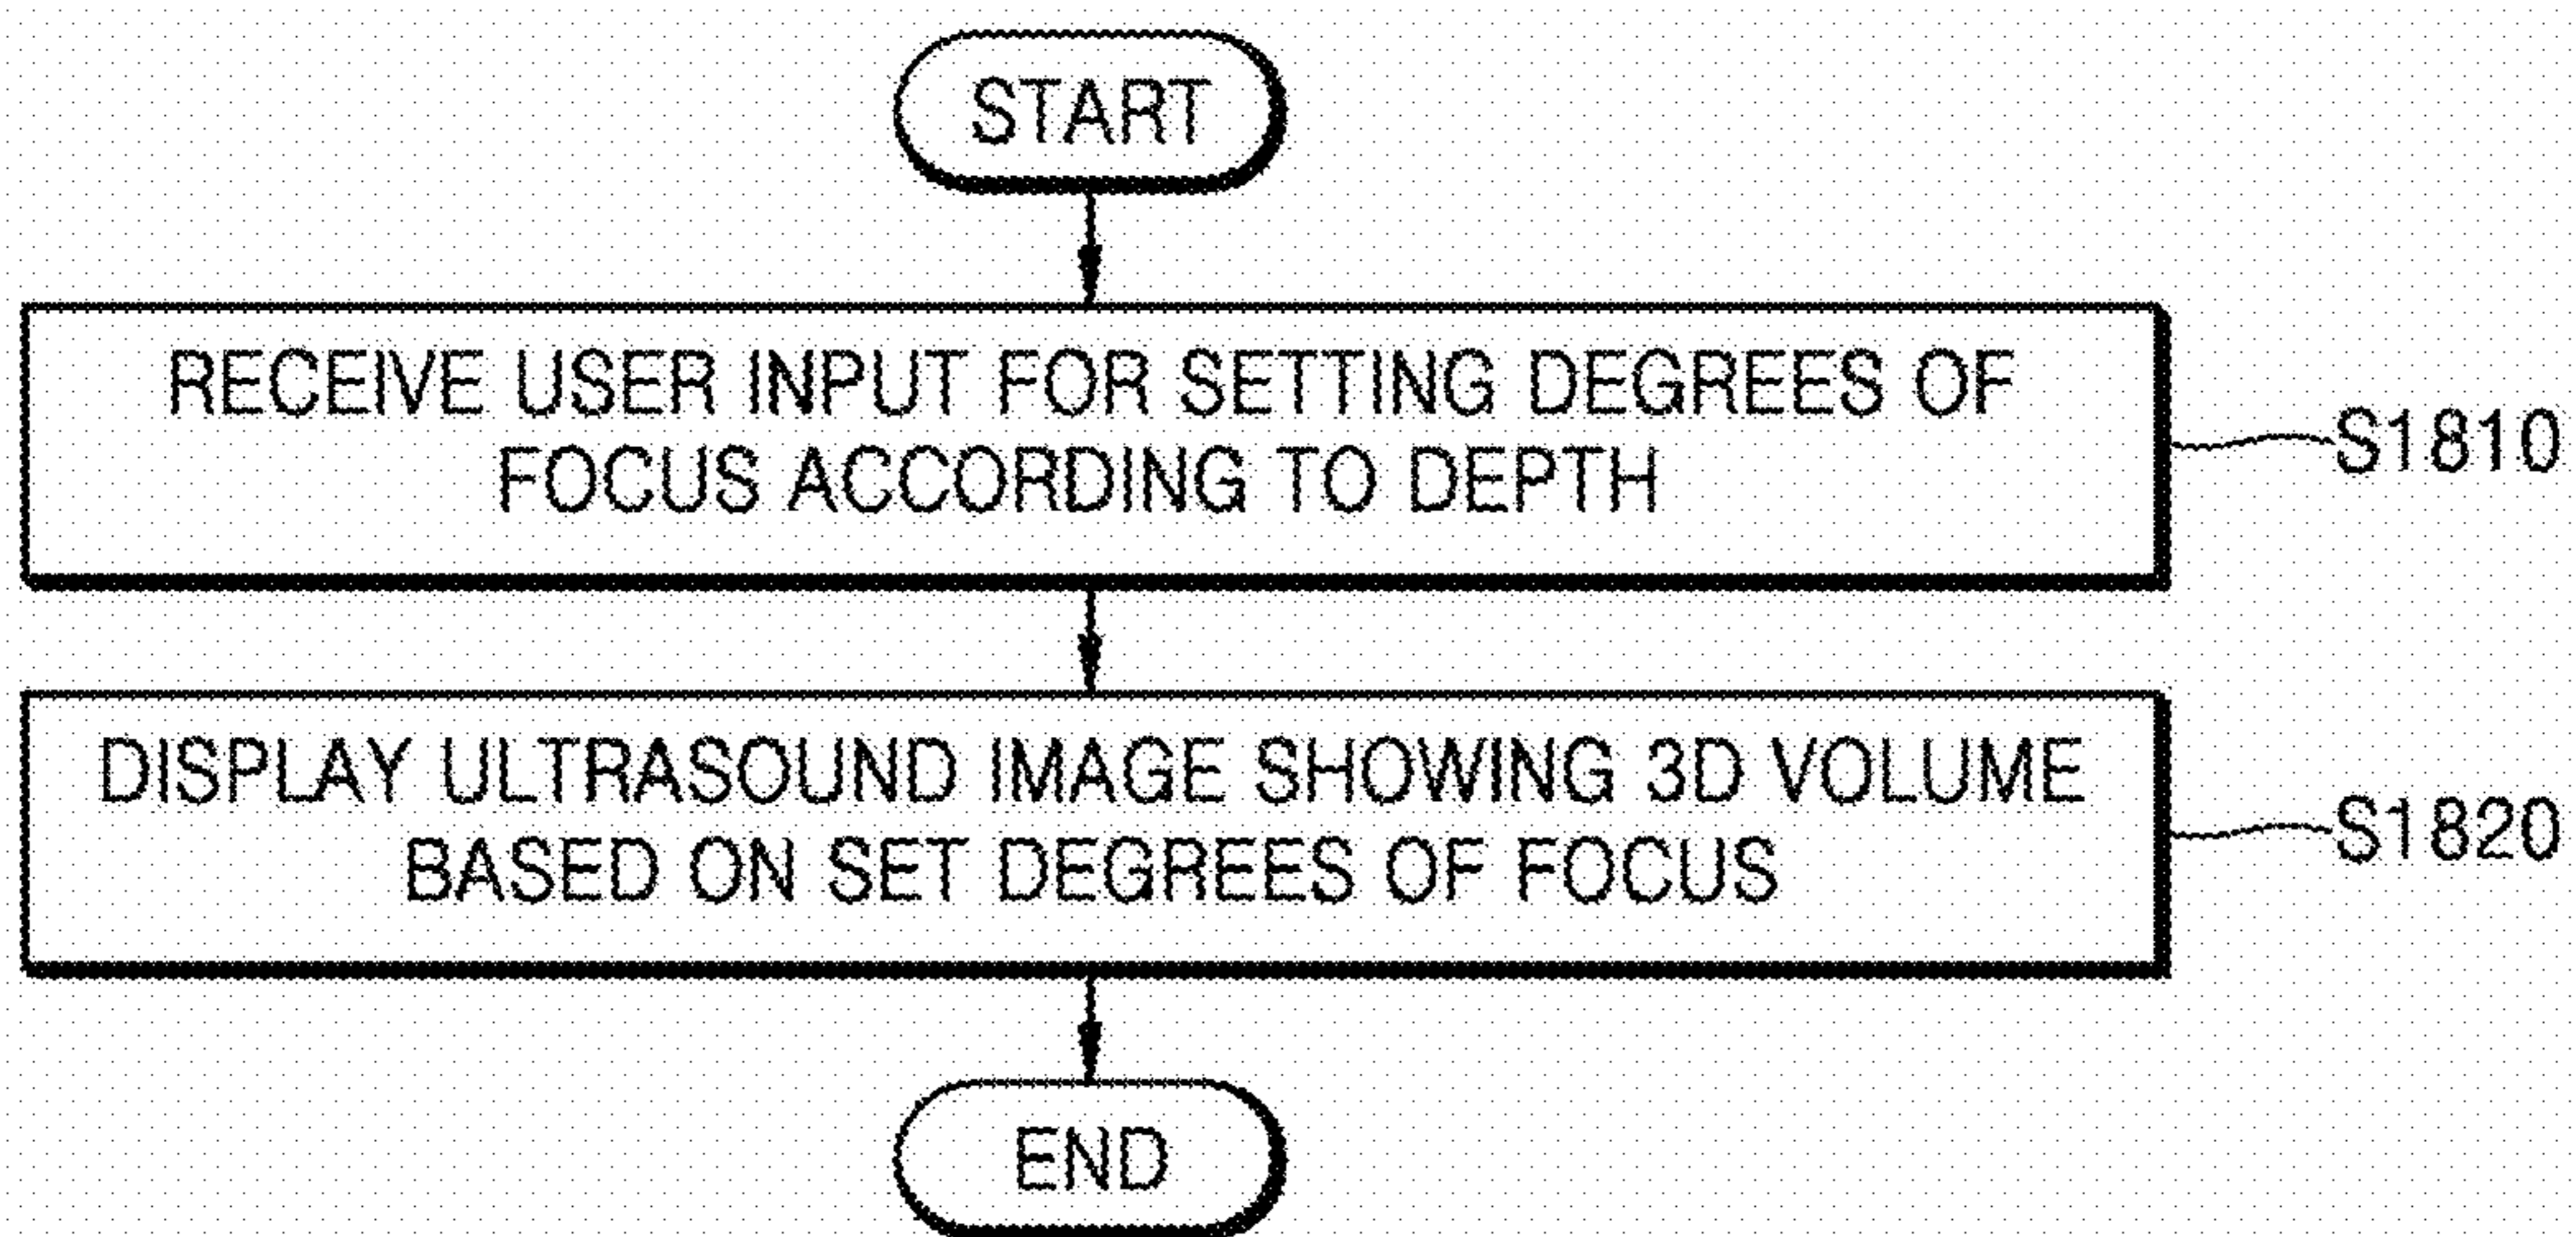 START
RECEIVE USER INPUT FOR SETTING DEGREES OF
FOCUS ACCORDING TO DEPTH
S1810
DISPLAY ULTRASOUND IMAGE SHOWING 3D VOLUME
BASED ON SET DEGREES OF FOCUS
S1820
END